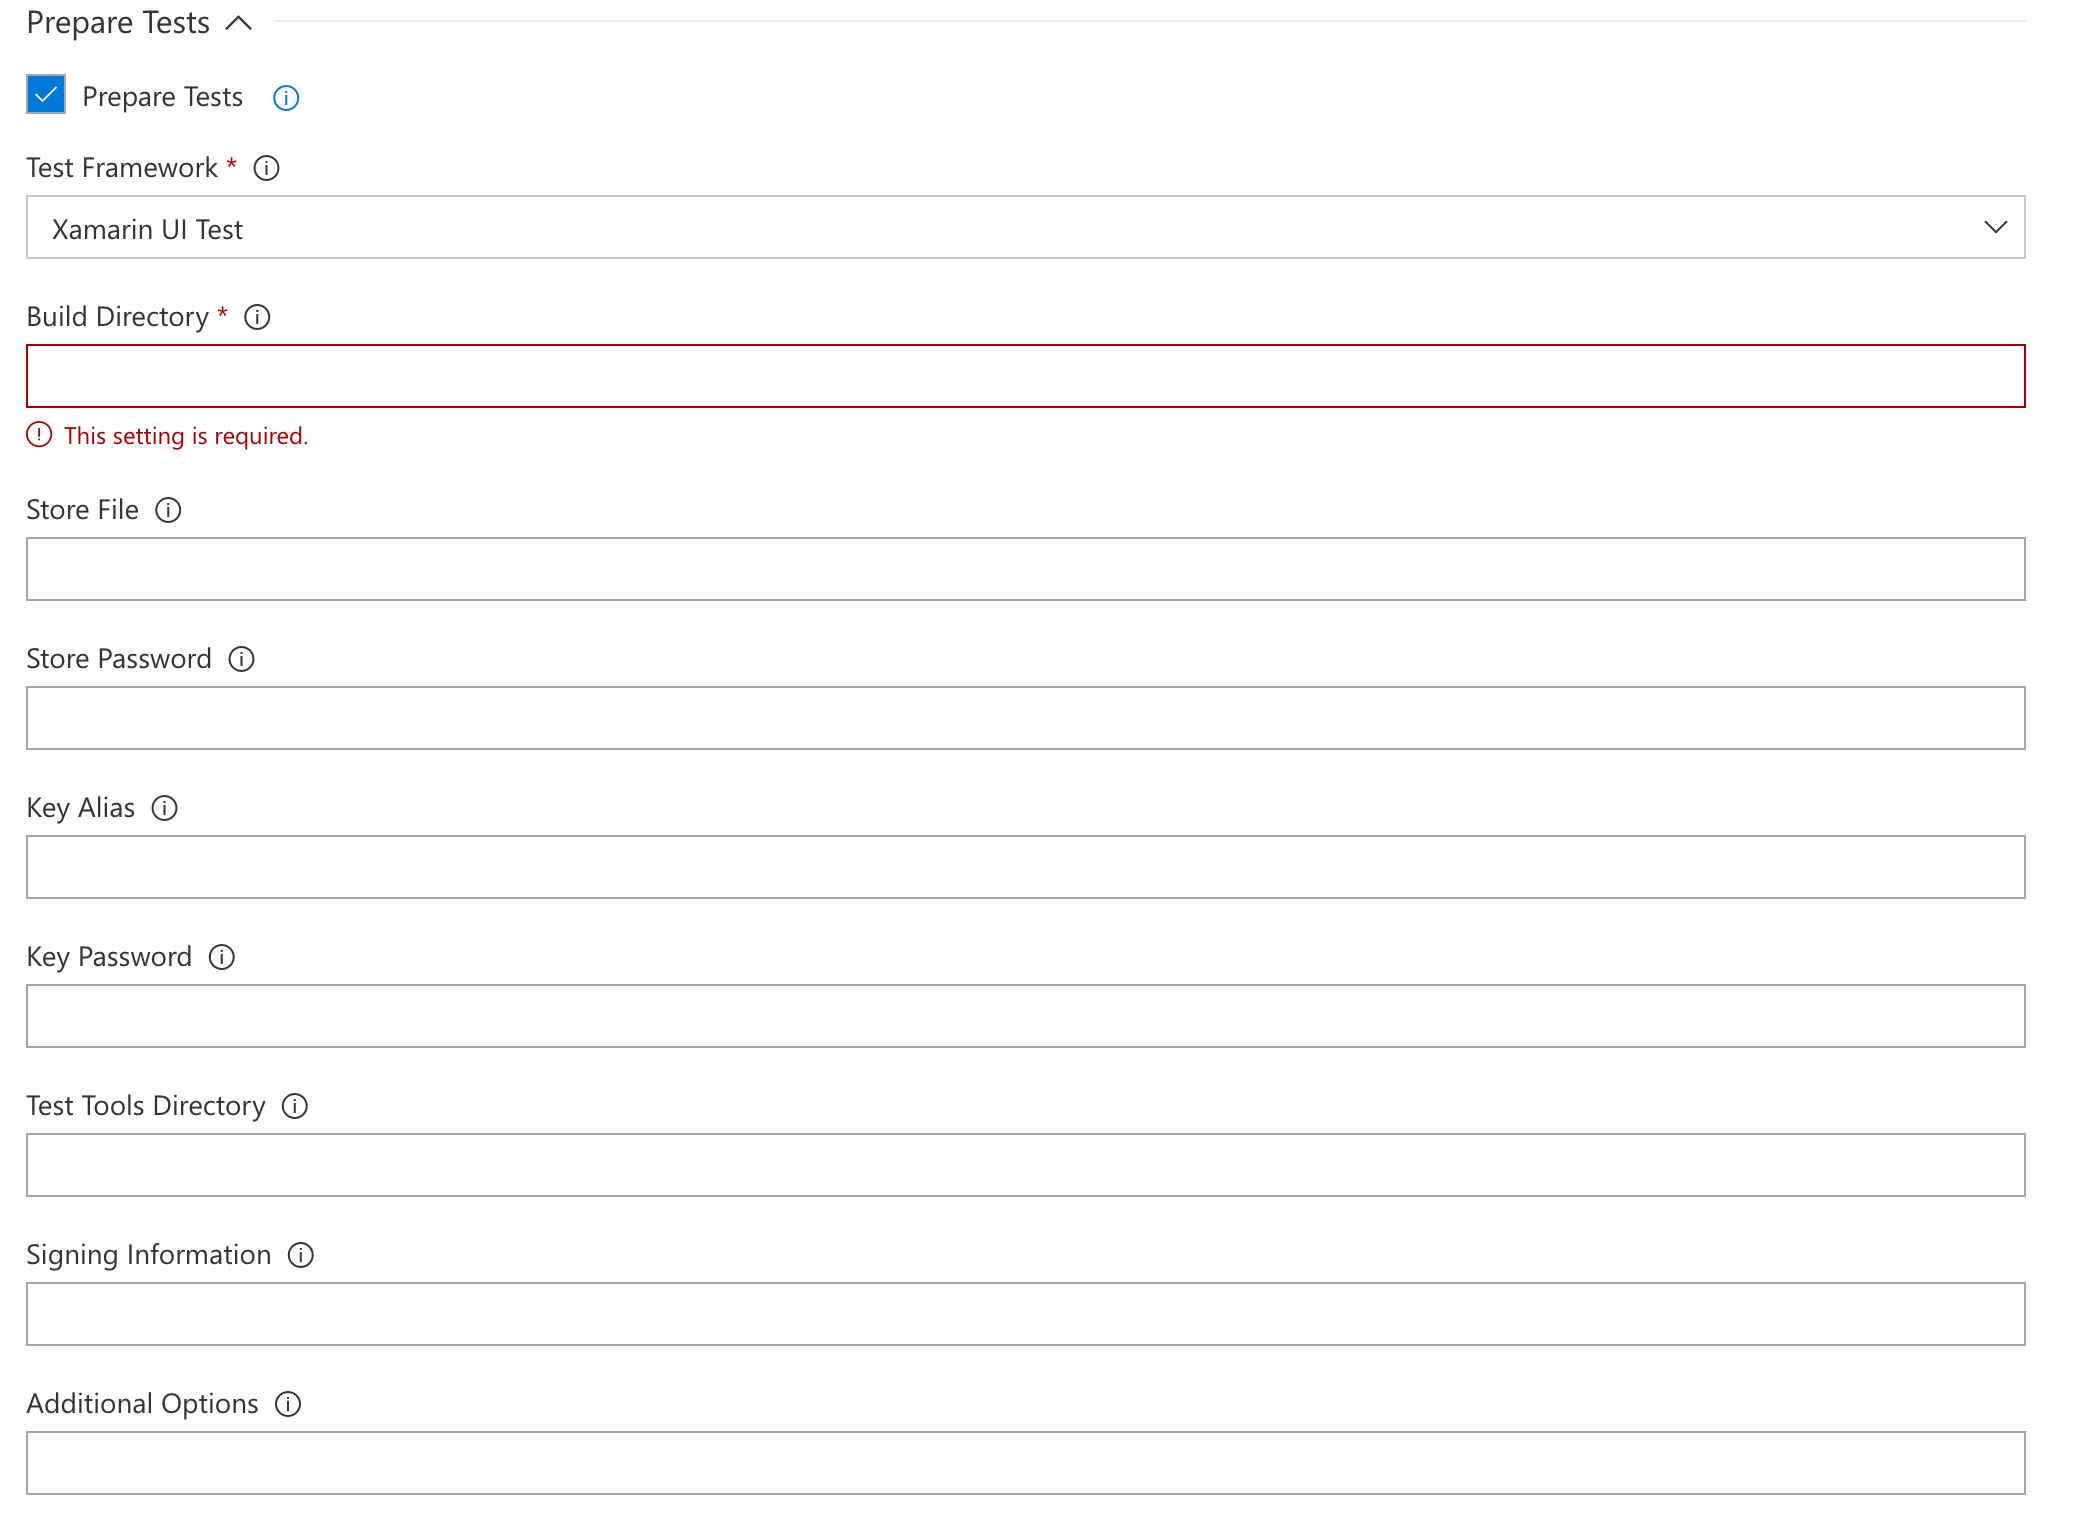 Prepare Tests
Prepare Tests
Test Framework *
Xamarin UI Test
Build Directory *
This setting is required.
Store File
Store Password
Key Alias
Key Password
Test Tools Directory
Signing Information
Additional Options